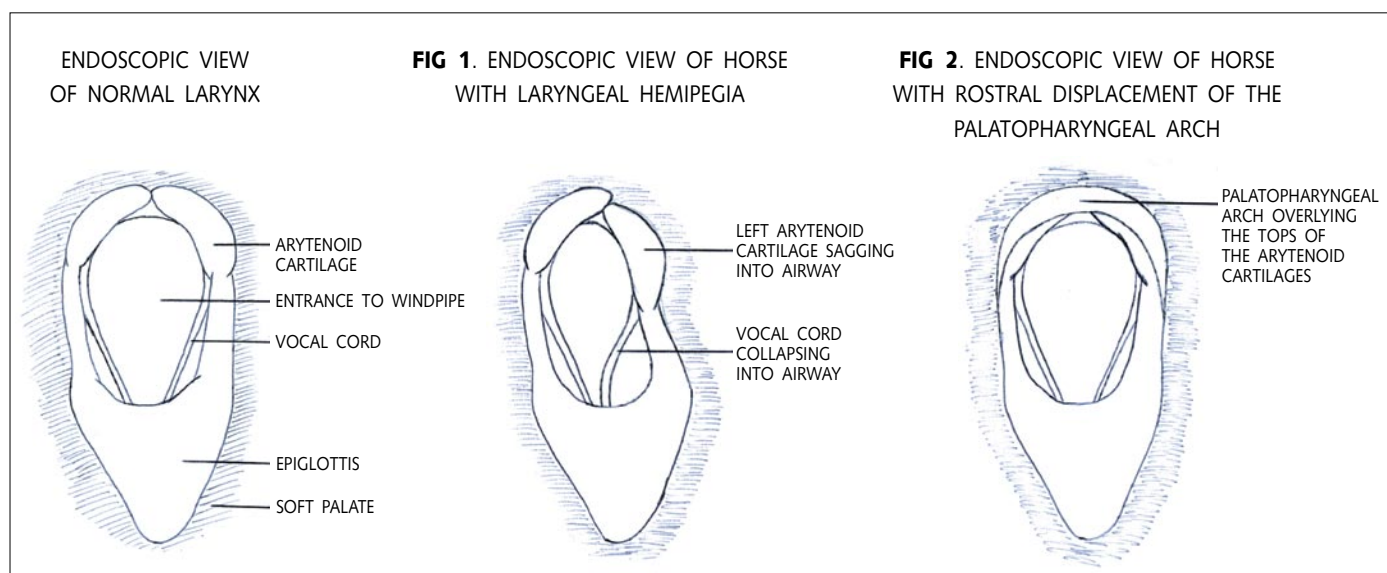 ENDOSCOPIC VIEW
OF NORMAL LARYNX
ARYTENOID
CARTILAGE
ENTRANCE TO WINDPIPE
VOCAL CORD
EPIGLOTTIS
SOFT PALATE
FIG 1. ENDOSCOPIC VIEW OF HORSE
WITH LARYNGEAL HEMIPEGIA
LEFT ARYTENOID
CARTILAGE SAGGING
INTO AIRWAY
VOCAL CORD
COLLAPSING
INTO AIRWAY
FIG 2. ENDOSCOPIC VIEW OF HORSE
WITH ROSTRAL DISPLACEMENT OF THE
PALATOPHARYNGEAL ARCH
PALATOPHARYNGEAL
ARCH OVERLYING
THE TOPS OF
THE ARYTENOID
CARTILAGES